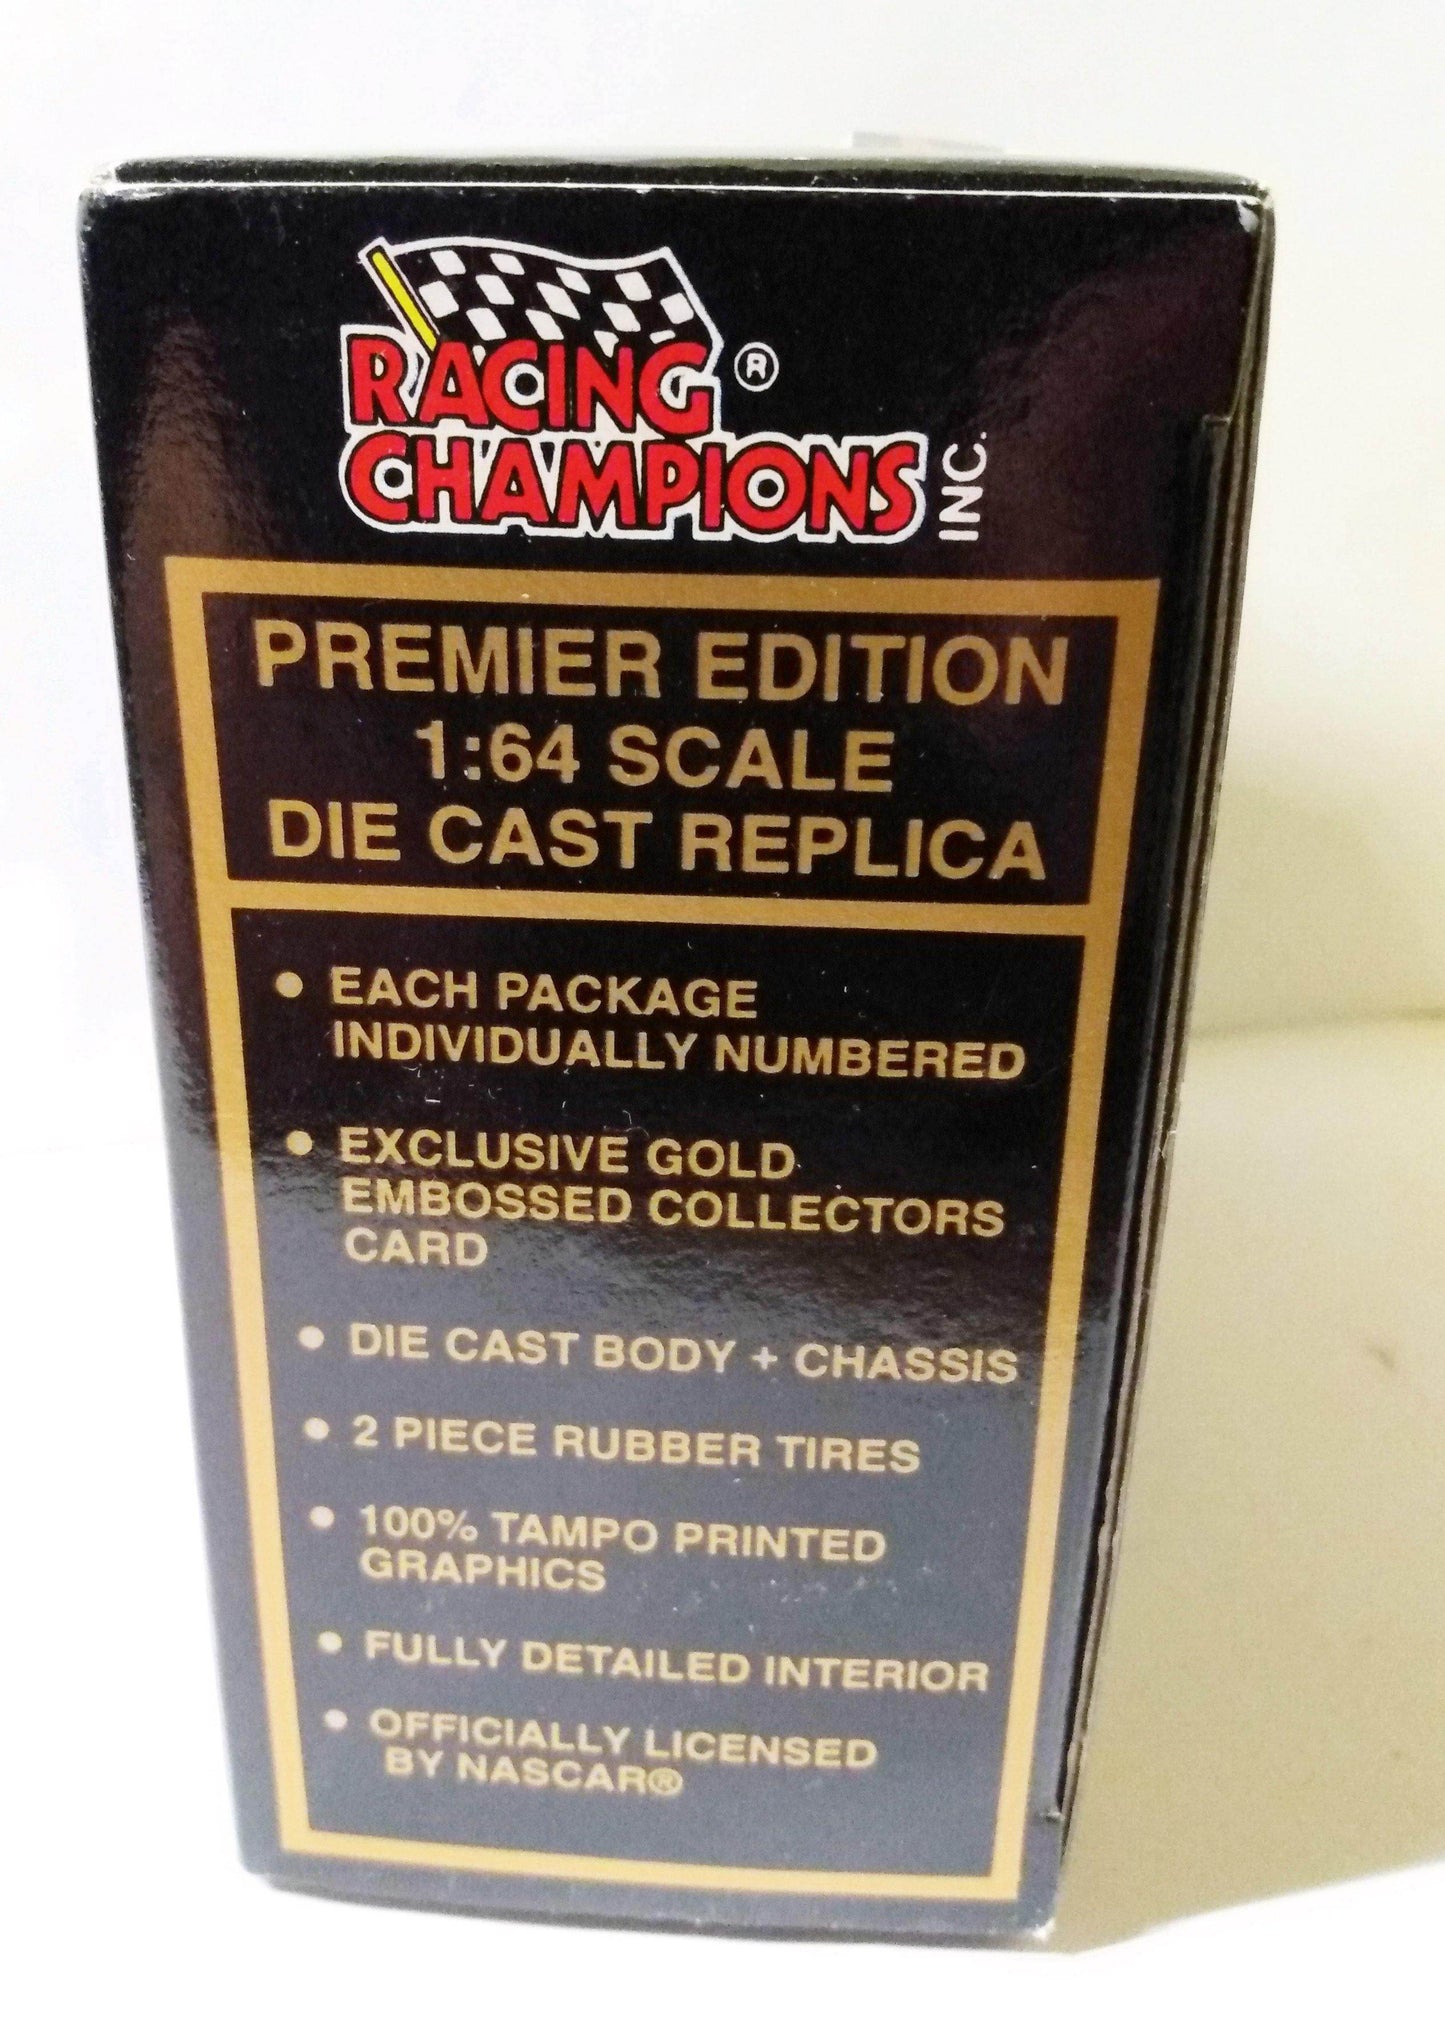 RACING ®
CHAMPIONS INC.
PREMIER EDITION
1:64 SCALE
DIE CAST REPLICA
• EACH PACKAGE
INDIVIDUALLY NUMBERED
• EXCLUSIVE GOLD
EMBOSSED COLLECTORS
CARD
• DIE CAST BODY + CHASSIS
• 2 PIECE RUBBER TIRES
• 100% TAMPO PRINTED
GRAPHICS
• FULLY DETAILED INTERIOR
• OFFICIALLY LICENSED
BY NASCAR®